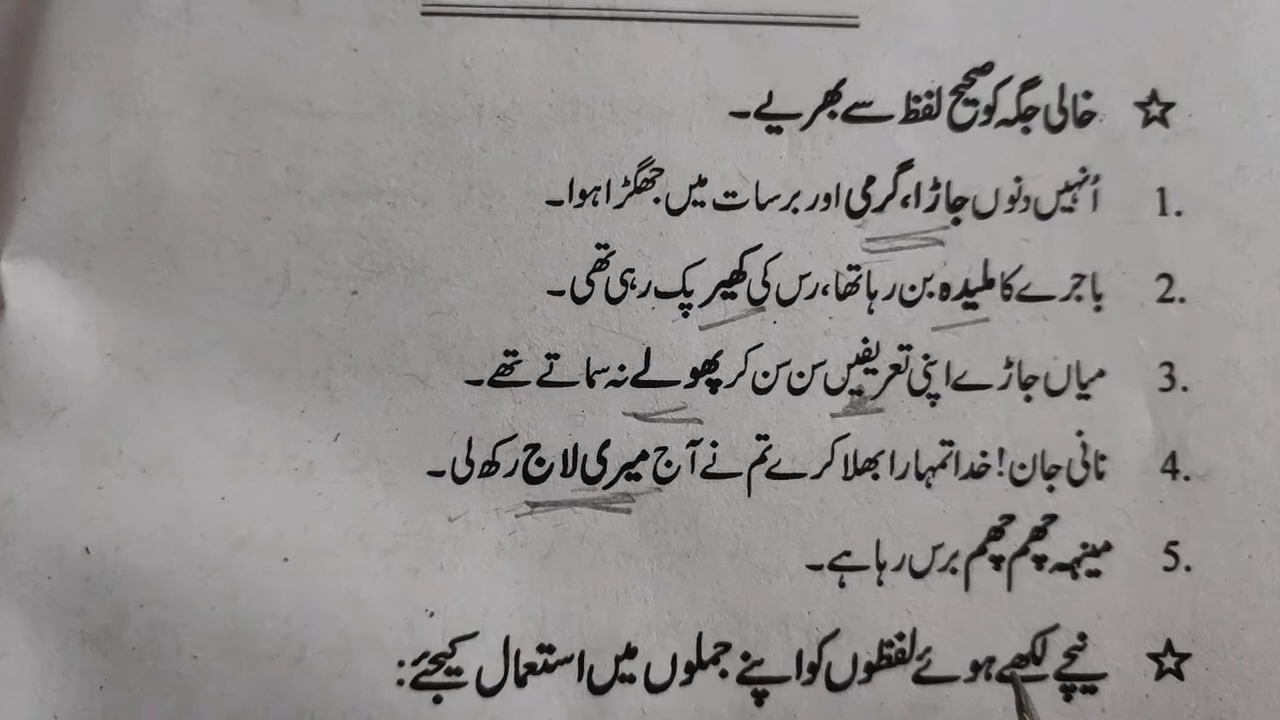 ☆ خالی جگہ کو صحیح لفظ سے بھریے۔
1. اُنہیں دنوں جاڑا، گرمی اور برسات میں جھگڑا ہوا۔
2. باجرے کا ملیدہ بن رہا تھا، رس کی کھیر پک رہی تھی۔
3. میاں جاڑے اپنی تعریفیں سن سن کر پھولے نہ سماتے تھے۔
4. نانی جان! خدا تمہارا بھلا کرے تم نے آج میری لاج رکھ لی۔
5. مینہہ چھم چھم برس رہا ہے۔
☆ نیچے لکھے ہوئے لفظوں کو اپنے جملوں میں استعمال کیجئے: